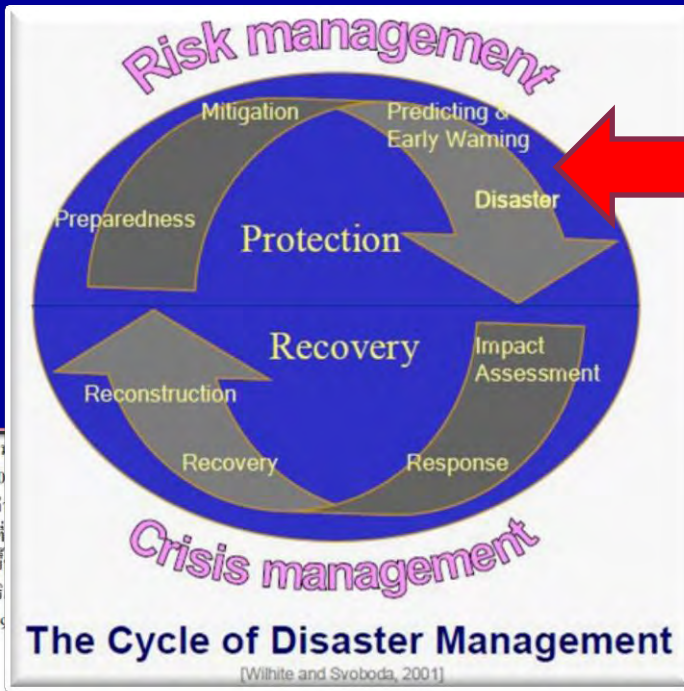 Risk management
Mitigation
Predicting &
Early Warning
Disaster
Preparedness
Protection
Recovery
Impact
Assessment
Reconstruction
Recovery
Response
Crisis management
The Cycle of Disaster Management
[Wilhite and Svoboda, 2001]